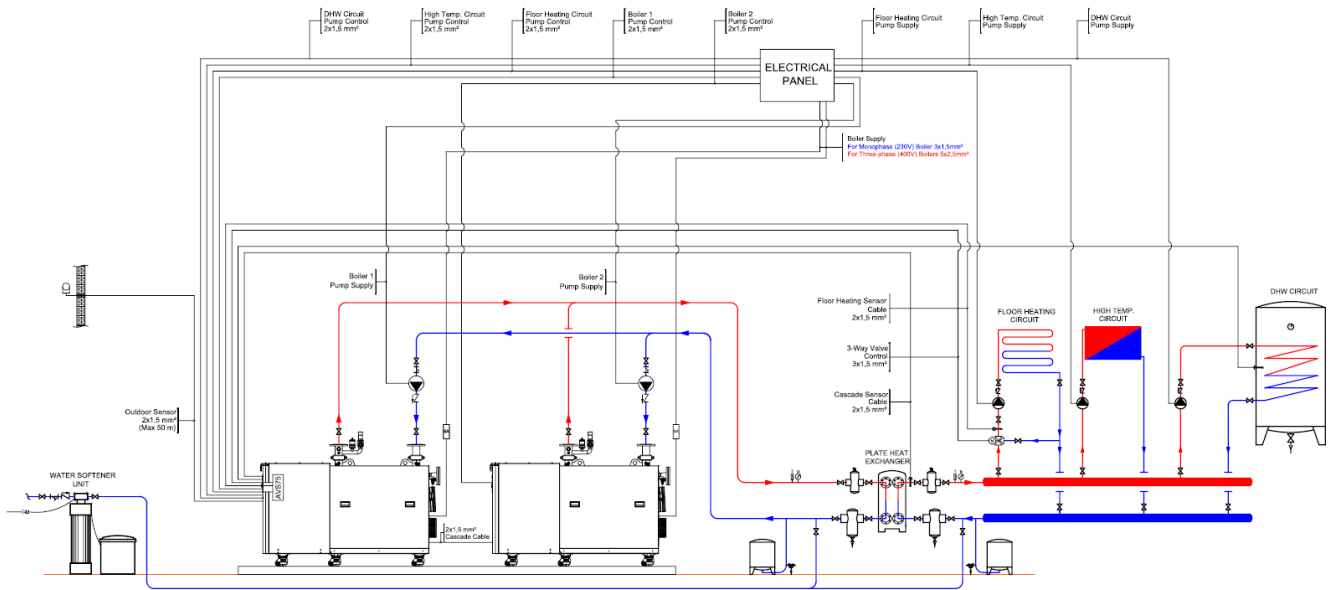 DHW Circuit
Pump Control
2x1,5 mm²
High Temp. Circuit
Pump Control
2x1,5 mm²
Floor Heating Circuit
Pump Control
2x1,5 mm²
Boiler 1
Pump Control
2x1,5 mm²
Boiler 2
Pump Control
2x1,5 mm²
Floor Heating Circuit
Pump Supply
High Temp. Circuit
Pump Supply
DHW Circuit
Pump Supply
ELECTRICAL
PANEL
Boiler Supply
For Monophase (230V) Boiler 3x1,5mm²
For Three-phase (400V) Boilers 5x2,5mm²
Boiler 1
Pump Supply
Boiler 2
Pump Supply
Floor Heating Sensor
Cable
2x1,5 mm²
3-Way Valve
Control
3x1,5 mm²
Cascade Sensor
Cable
2x1,5 mm²
FLOOR HEATING
CIRCUIT
HIGH TEMP.
CIRCUIT
DHW CIRCUIT
Outdoor Sensor
2x1,5 mm²
(Max 50 m)
WATER SOFTENER
UNIT
AVS75
2x1,5 mm²
Cascade Cable
PLATE HEAT
EXCHANGER